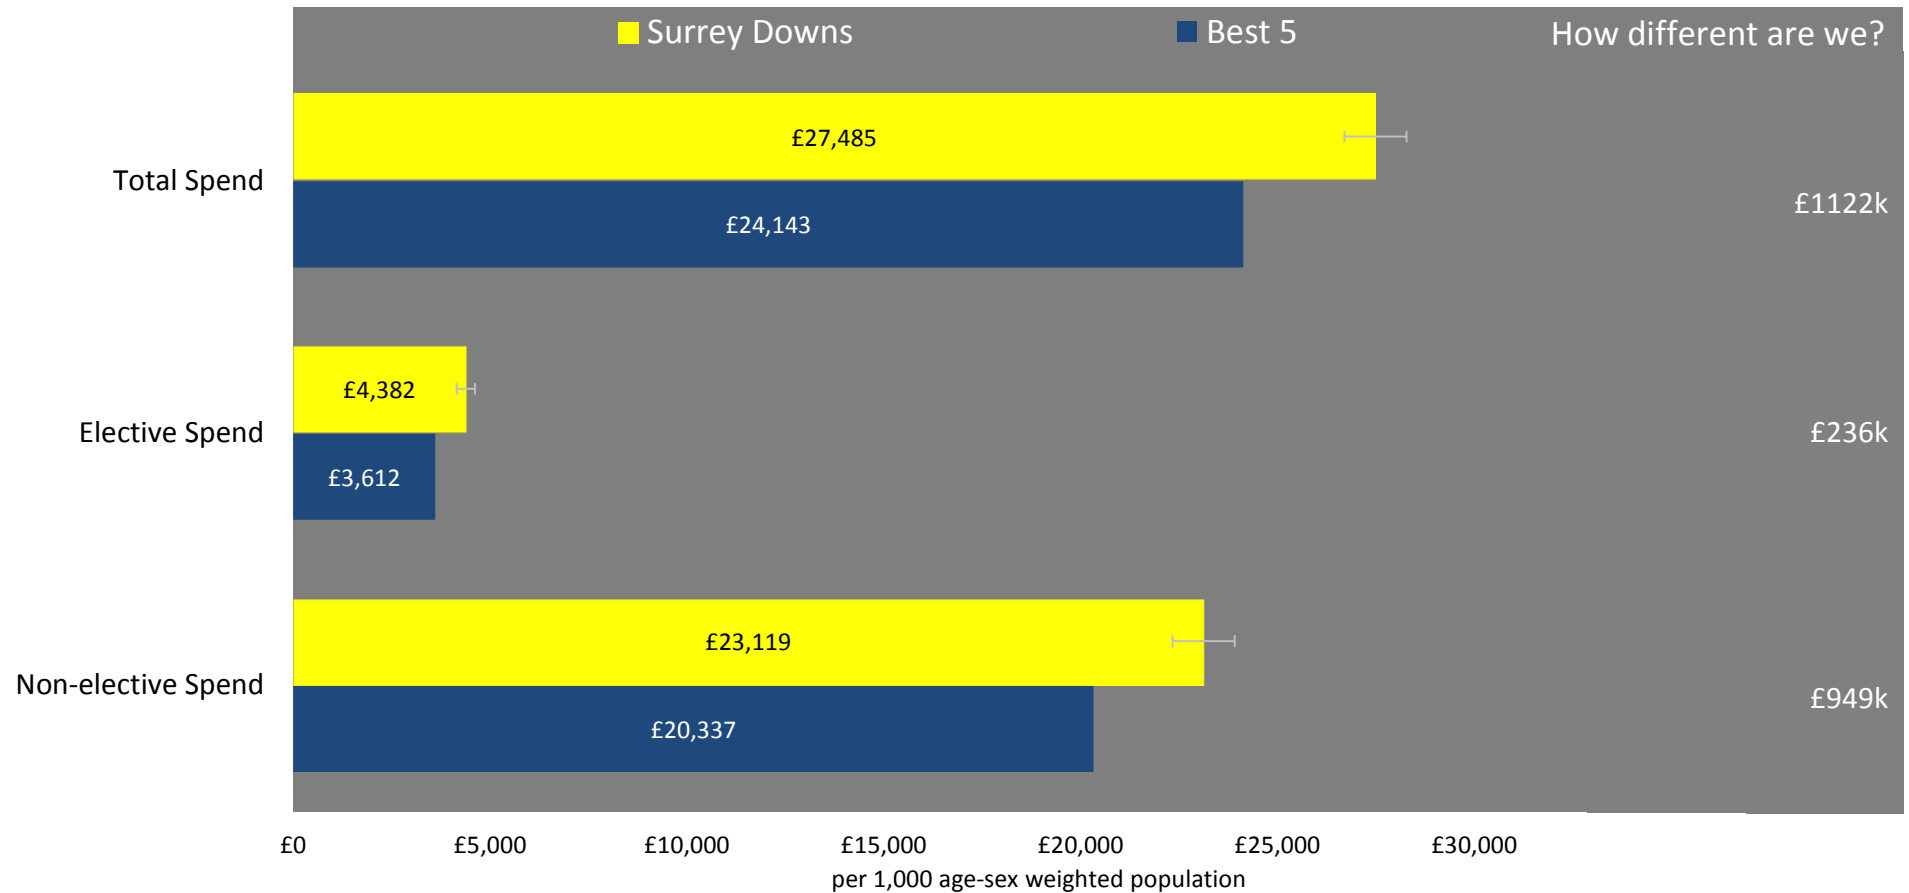 Surrey Downs
Best 5
How different are we?
Total Spend
£27,485
£24,143
£1122k
Elective Spend
£4,382
£3,612
£236k
Non-elective Spend
£23,119
£20,337
£949k
£0 £5,000 £10,000 £15,000 £20,000 £25,000 £30,000
per 1,000 age-sex weighted population